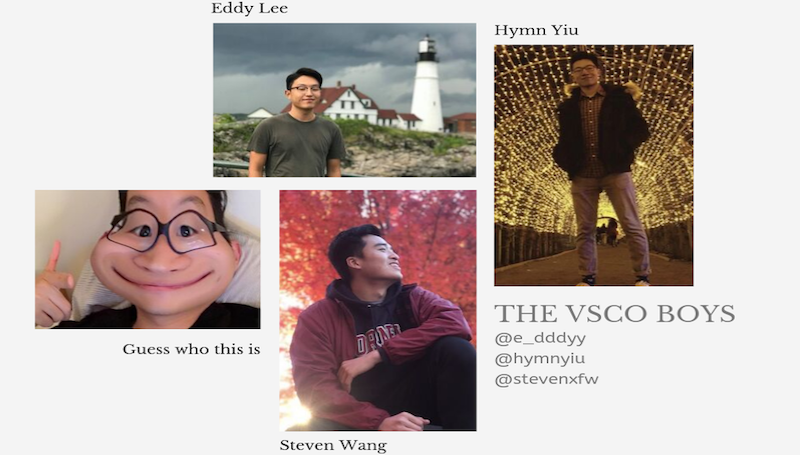 Eddy Lee
Hymn Yiu
Guess who this is
Steven Wang
THE VSCO BOYS
@e_dddyy
@hymnyiu
@stevenxfw